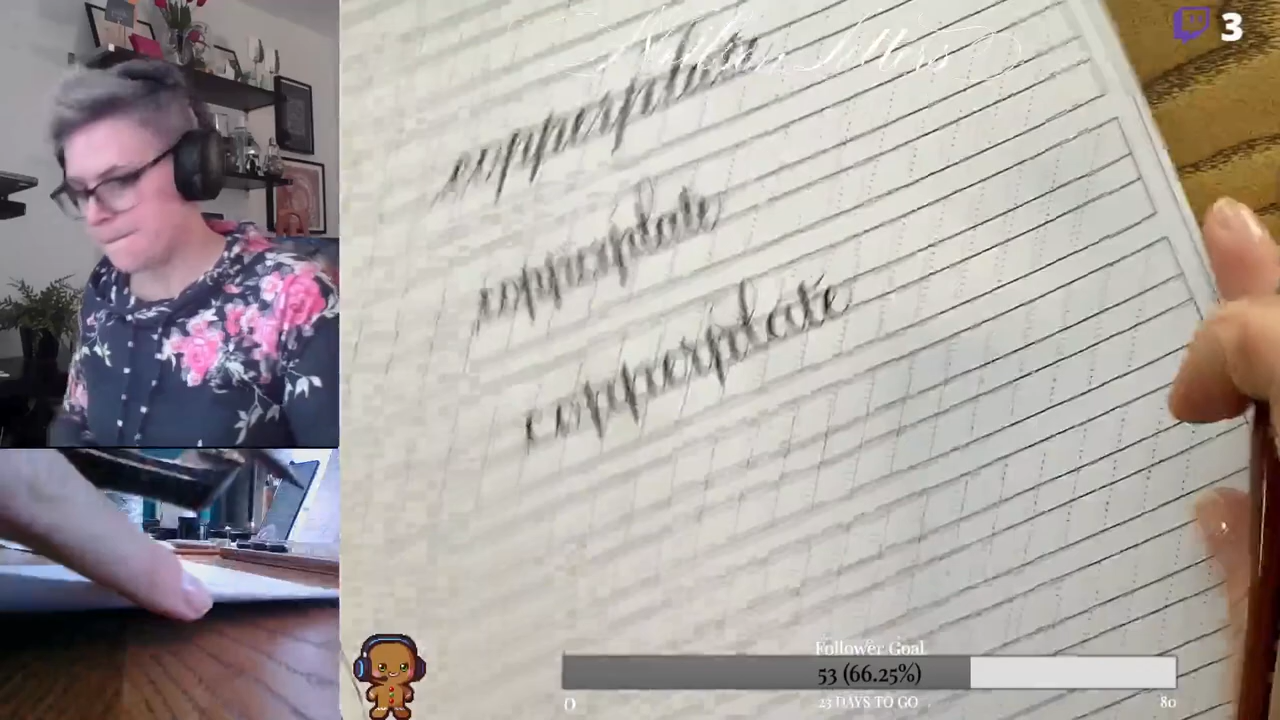 3
copperplate
copperplate
copperplate
Follower Goal
53 (66.25%)
0
23 DAYS TO GO
80